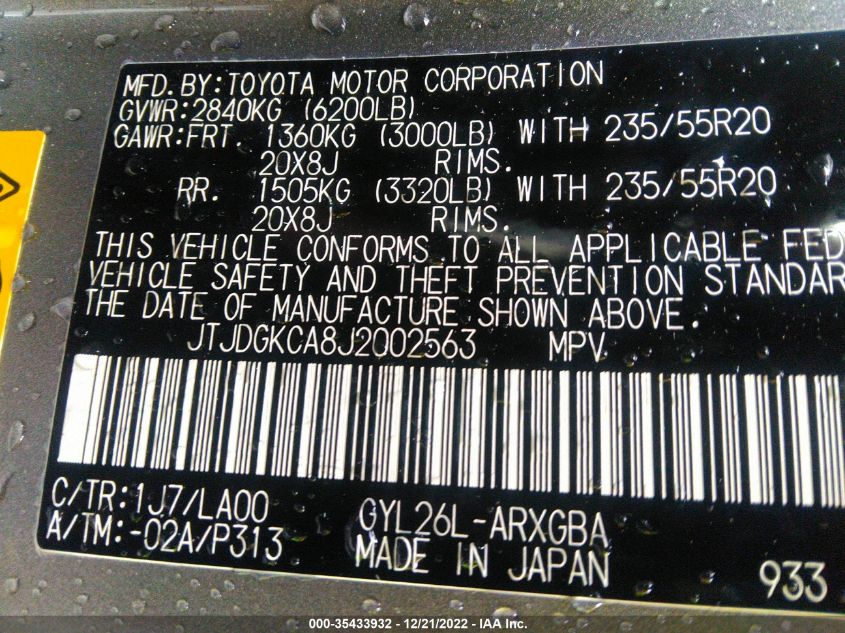 MFD. BY: TOYOTA MOTOR CORPORATION
GVWR: 2840KG (6200LB)
GAWR: FRT. 1360KG (3000LB) WITH 235/55R20
20X8J RIMS.
RR. 1505KG (3320LB) WITH 235/55R20
20X8J RIMS.
THIS VEHICLE CONFORMS TO ALL APPLICABLE FED
VEHICLE SAFETY AND THEFT PREVENTION STANDAR
THE DATE OF MANUFACTURE SHOWN ABOVE.
JTJDGKCA8J2002563 MPV
C/TR: 1J7/LA00 GYL26L-ARXGBA
A/TM: -02A/P313 MADE IN JAPAN 933
000-35433932 - 12/21/2022 - IAA Inc.